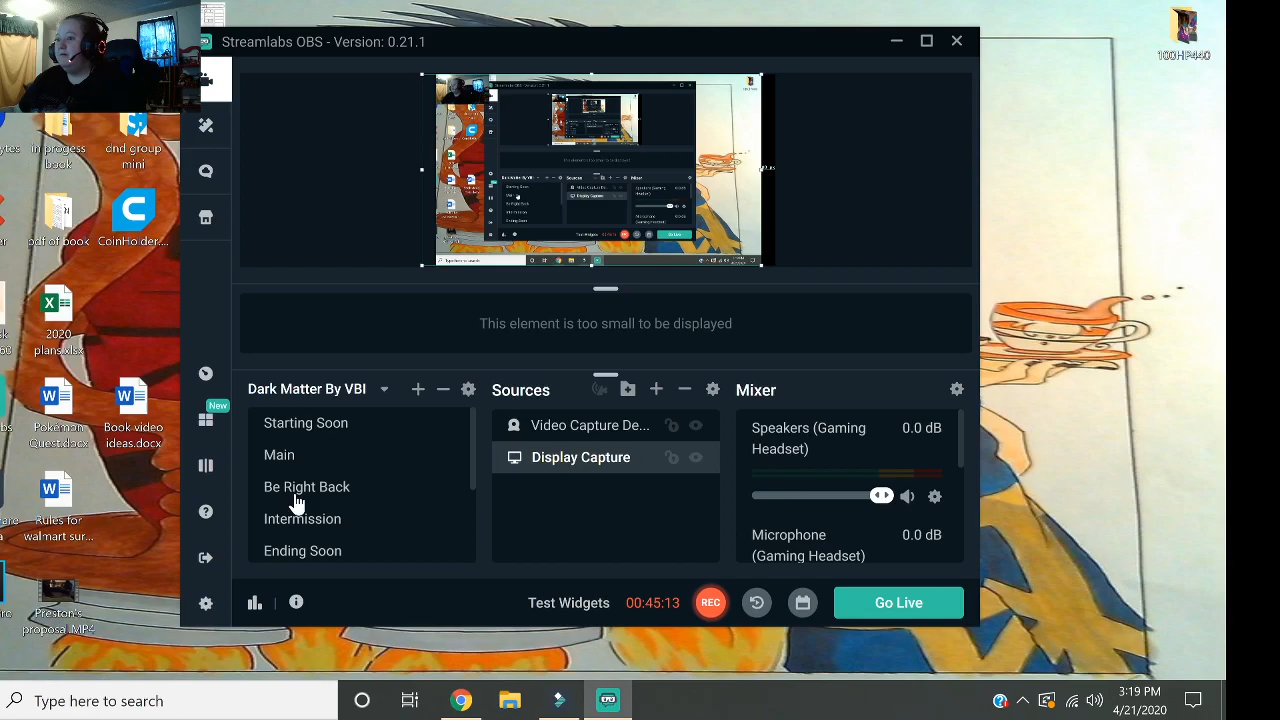 Streamlabs OBS - Version: 0.21.1
100HP440
in progess
book
dnd group
mini
pdf of book
CoinHo der...
2020
plans.xlsx
Pokemon
Quest.docx
Book video
ideas.docx
Rules for
walmart sur...
Preston's
proposal.MP4
New
This element is too small to be displayed
Dark Matter By VBI
Starting Soon
Main
Be Right Back
Intermission
Ending Soon
Sources
Video Capture De...
Display Capture
Mixer
Speakers (Gaming
Headset)
0.0 dB
Microphone
(Gaming Headset)
0.0 dB
Test Widgets
00:45:13
REC
Go Live
Type here to search
3:19 PM
4/21/2020